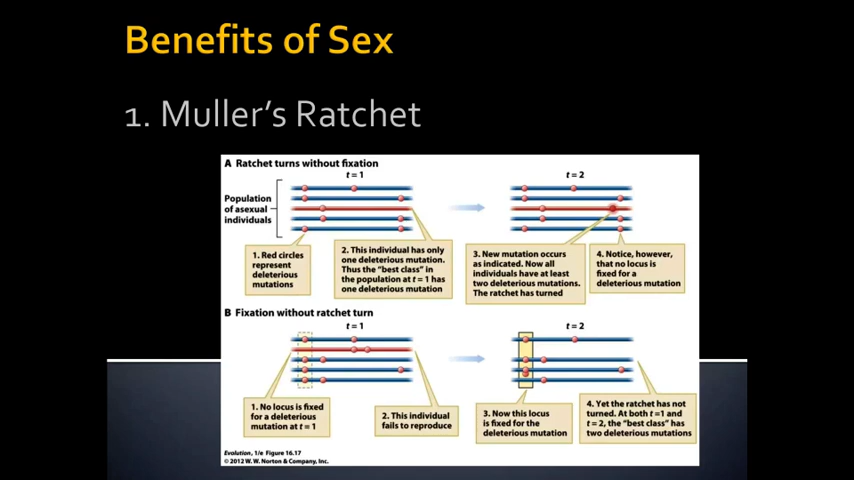 Benefits of Sex
1. Muller's Ratchet
A Ratchet turns without fixation
t = 1
t = 2
Population
of asexual
individuals
1. Red circles
represent
deleterious
mutations
2. This individual has only
one deleterious mutation.
Thus the "best class" in
the population at t = 1 has
one deleterious mutation
3. New mutation occurs
as indicated. Now all
individuals have at least
two deleterious mutations.
The ratchet has turned
4. Notice, however,
that no locus is
fixed for a
deleterious mutation
B Fixation without ratchet turn
t = 1
t = 2
1. No locus is fixed
for a deleterious
mutation at t = 1
2. This individual
fails to reproduce
3. Now this locus
is fixed for the
deleterious mutation
4. Yet the ratchet has not
turned. At both t = 1 and
t = 2, the "best class" has
two deleterious mutations
Evolution, 1/e Figure 16.17
© 2012 W. W. Norton & Company, Inc.